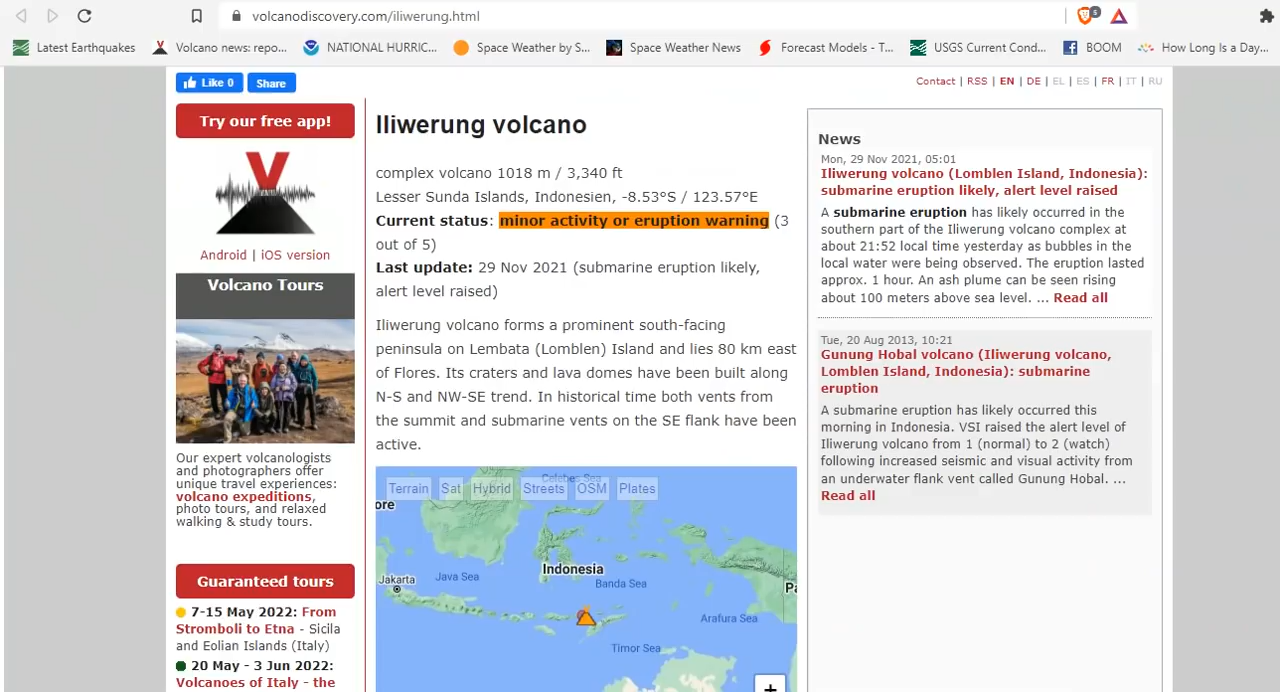 volcanodiscovery.com/iliwerung.html
5
Latest Earthquakes
Volcano news: repo...
NATIONAL HURRIC...
Space Weather by S...
Space Weather News
Forecast Models - T...
USGS Current Cond...
BOOM
How Long Is a Day...
Like 0
Share
Contact | RSS | EN | DE | EL | ES | FR | IT | RU
Try our free app!
Android | iOS version
Volcano Tours
Our expert volcanologists
and photographers offer
unique travel experiences:
volcano expeditions,
photo tours, and relaxed
walking & study tours.
Guaranteed tours
7-15 May 2022: From
Stromboli to Etna - Sicila
and Eolian Islands (Italy)
20 May - 3 Jun 2022:
Volcanoes of Italy - the
Iliwerung volcano
complex volcano 1018 m / 3,340 ft
Lesser Sunda Islands, Indonesien, -8.53°S / 123.57°E
Current status: minor activity or eruption warning (3
out of 5)
Last update: 29 Nov 2021 (submarine eruption likely,
alert level raised)
Iliwerung volcano forms a prominent south-facing
peninsula on Lembata (Lomblen) Island and lies 80 km east
of Flores. Its craters and lava domes have been built along
N-S and NW-SE trend. In historical time both vents from
the summit and submarine vents on the SE flank have been
active.
Celebes Sea
Terrain Sat Hybrid Streets OSM Plates
ore
Indonesia
Jakarta
Java Sea
Banda Sea
Pa
Arafura Sea
Timor Sea
+
News
Mon, 29 Nov 2021, 05:01
Iliwerung volcano (Lomblen Island, Indonesia):
submarine eruption likely, alert level raised
A submarine eruption has likely occurred in the
southern part of the Iliwerung volcano complex at
about 21:52 local time yesterday as bubbles in the
local water were being observed. The eruption lasted
approx. 1 hour. An ash plume can be seen rising
about 100 meters above sea level. ... Read all
Tue, 20 Aug 2013, 10:21
Gunung Hobal volcano (Iliwerung volcano,
Lomblen Island, Indonesia): submarine
eruption
A submarine eruption has likely occurred this
morning in Indonesia. VSI raised the alert level of
Iliwerung volcano from 1 (normal) to 2 (watch)
following increased seismic and visual activity from
an underwater flank vent called Gunung Hobal. ...
Read all